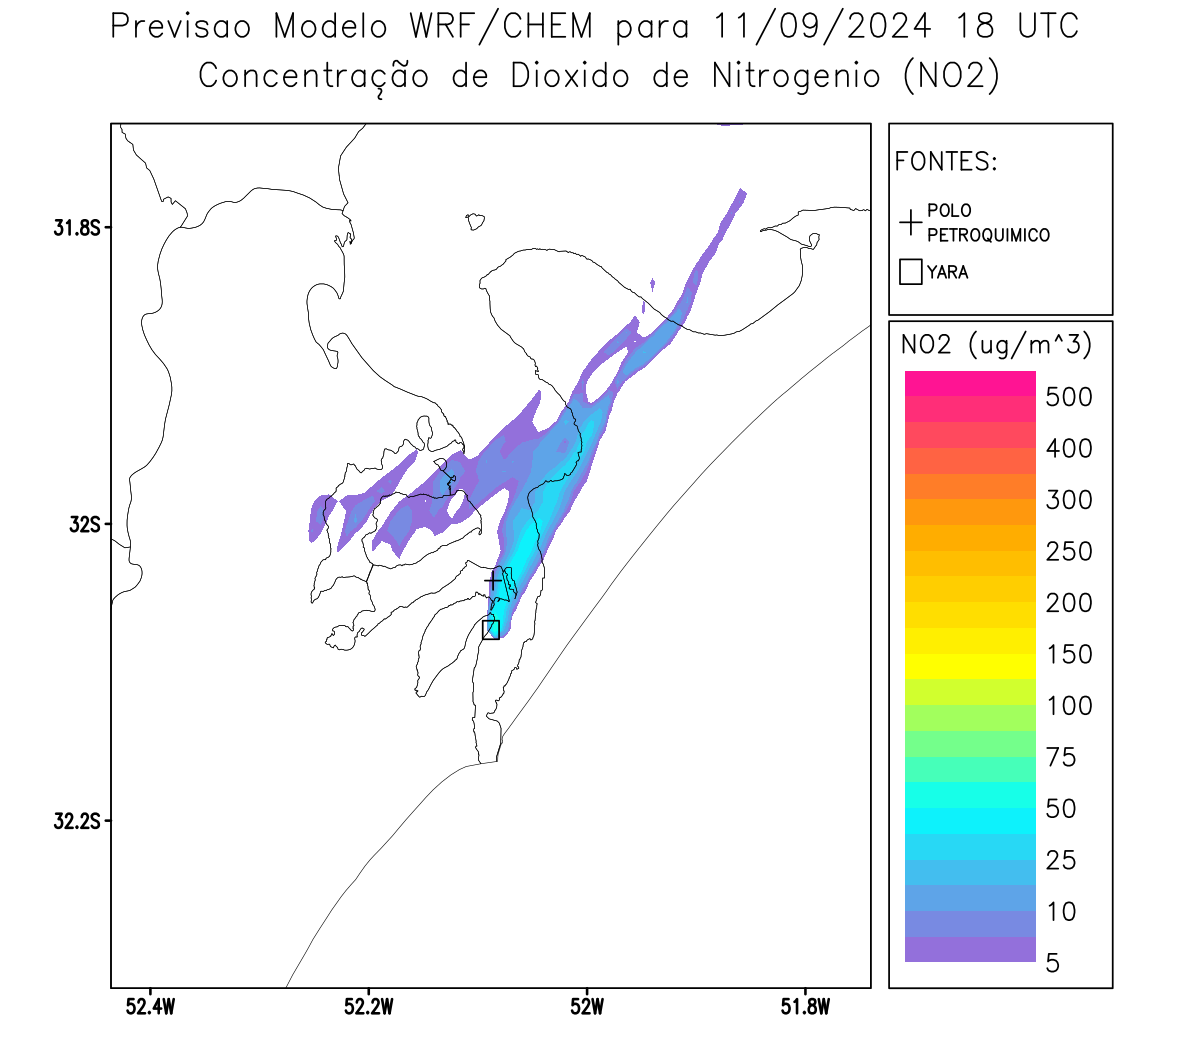 Previsao Modelo WRF/CHEM para 11/09/2024 18 UTC
Concentração de Dioxido de Nitrogenio (NO2)
FONTES:
POLO
PETROQUIMICO
YARA
NO2 (ug/m^3)
500
400
300
250
200
150
100
75
50
25
10
5
31.8S
32S
32.2S
52.4W
52.2W
52W
51.8W